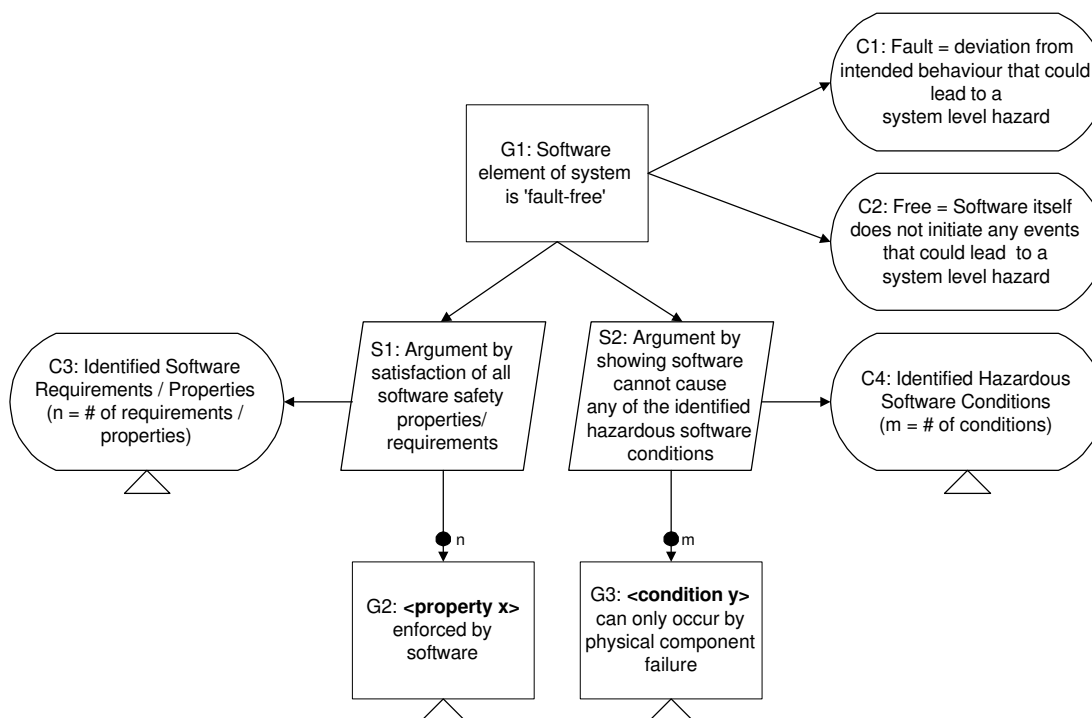 C1: Fault = deviation from
intended behaviour that could
lead to a
system level hazard
G1: Software
element of system
is 'fault-free'
C2: Free = Software itself
does not initiate any events
that could lead to a
system level hazard
C3: Identified Software
Requirements / Properties
(n = # of requirements /
properties)
S1: Argument by
satisfaction of all
software safety
properties/
requirements
S2: Argument by
showing software
cannot cause
any of the identified
hazardous software
conditions
C4: Identified Hazardous
Software Conditions
(m = # of conditions)
n
m
G2: <property x>
enforced by
software
G3: <condition y>
can only occur by
physical component
failure